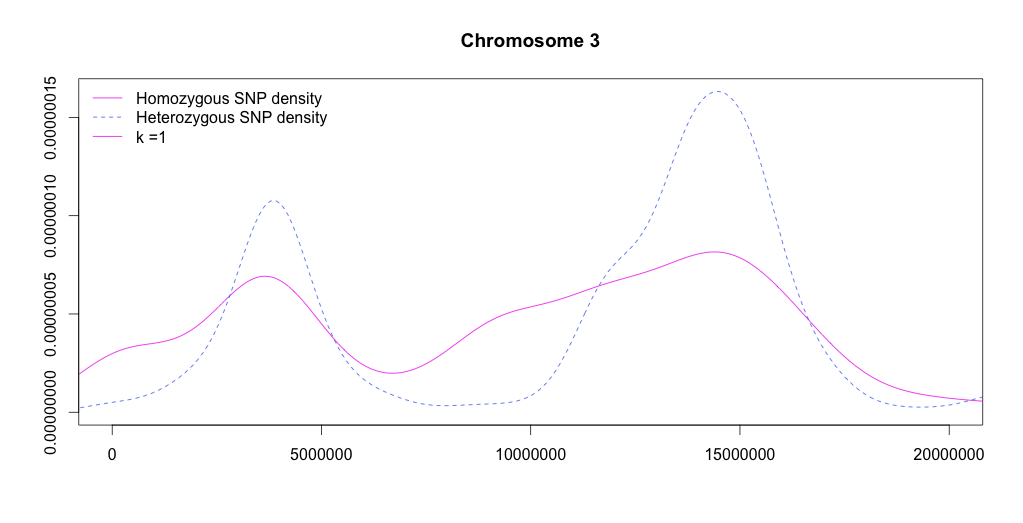 Chromosome 3
Homozygous SNP density
Heterozygous SNP density
k =1
0.00000015
0.00000010
0.00000005
0.00000000
0
5000000
10000000
15000000
20000000